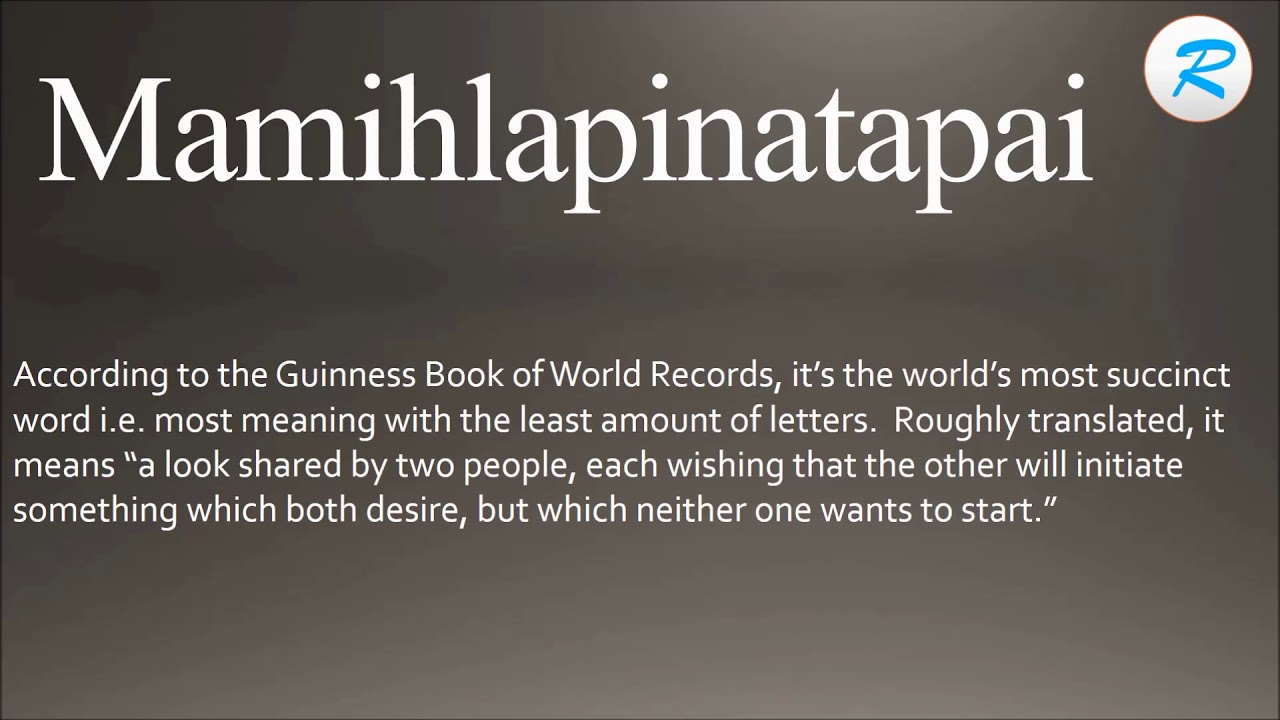 R
Mamihlapinatapai
According to the Guinness Book of World Records, it’s the world’s most succinct
word i.e. most meaning with the least amount of letters.  Roughly translated, it
means “a look shared by two people, each wishing that the other will initiate
something which both desire, but which neither one wants to start.”